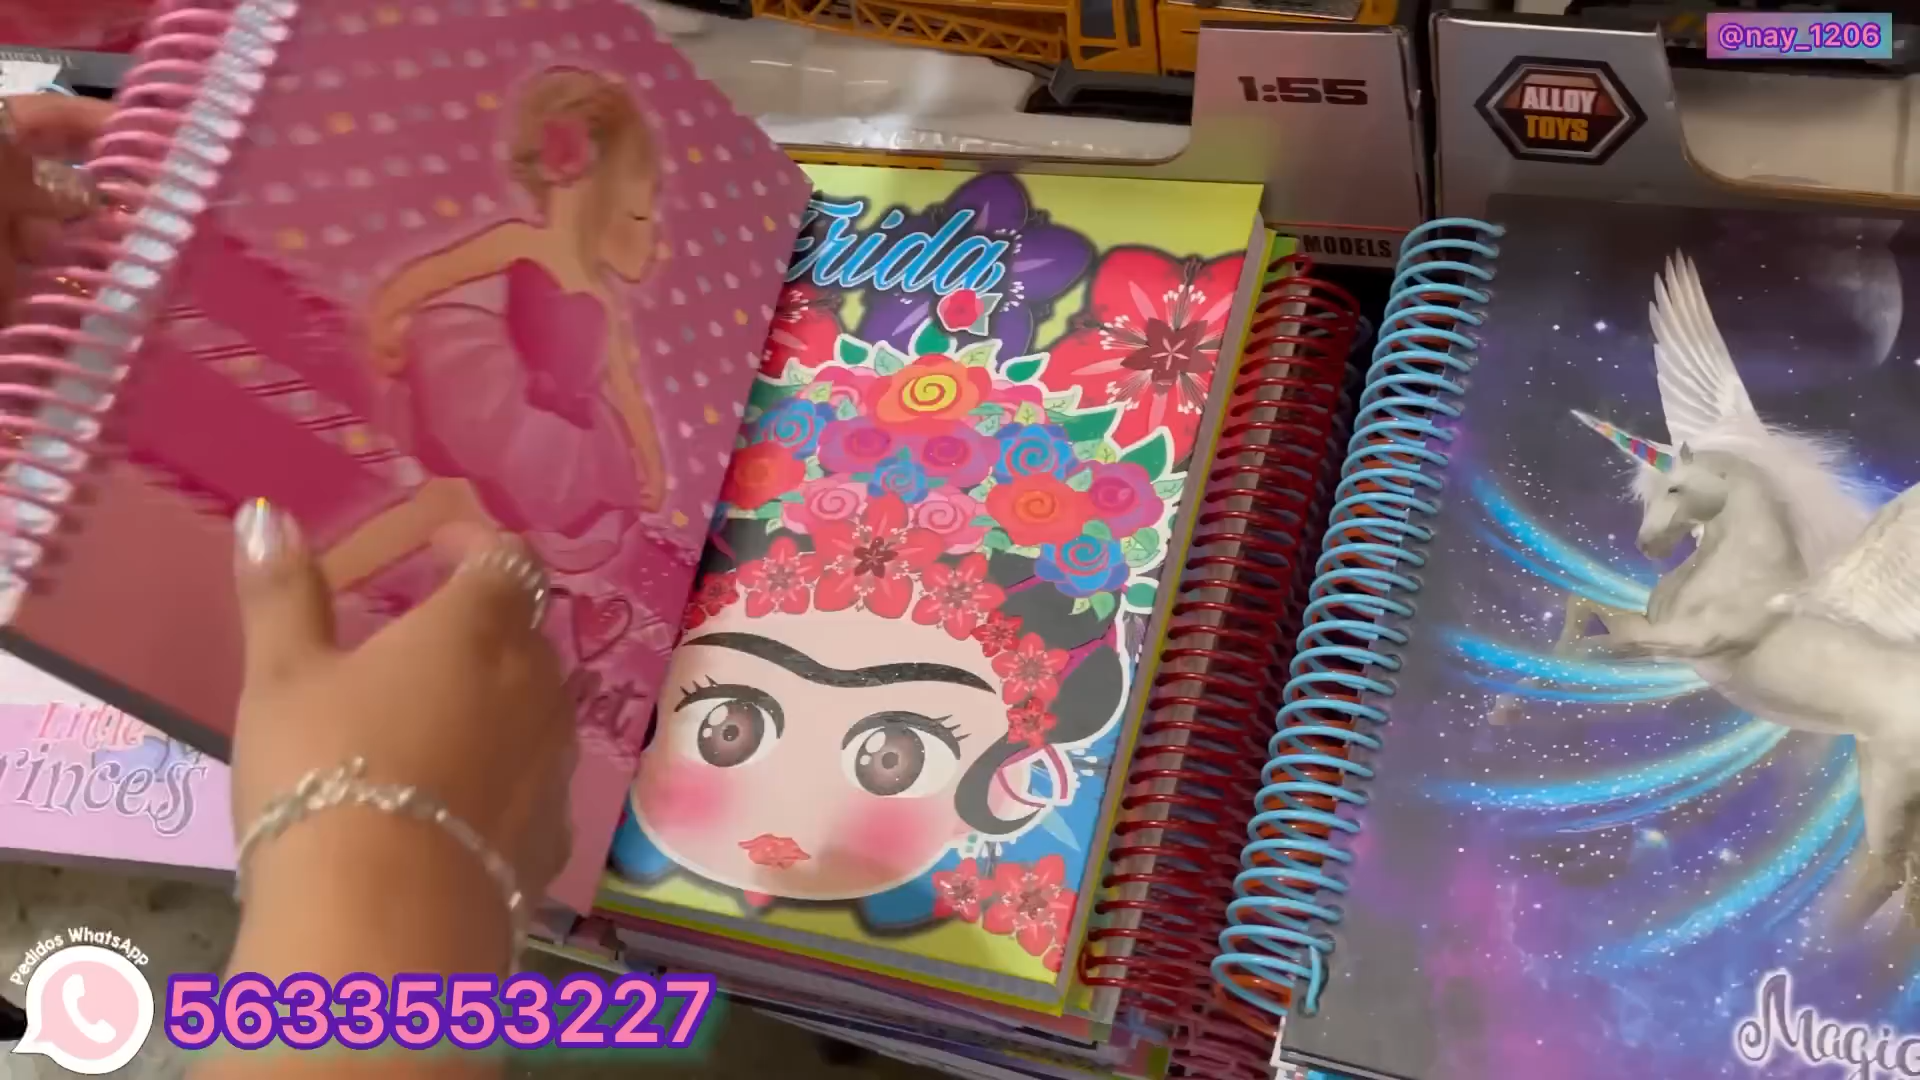 @nay_1206
1:55
ALLOY
TOYS
MODELS
Frida
Little
Princess
Magic
Pedidos WhatsApp
5633553227